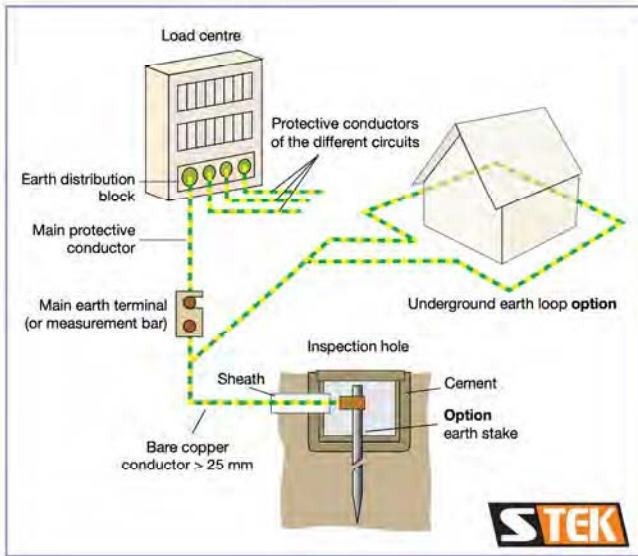 Load centre
Protective conductors
of the different circuits
Earth distribution
block
Main protective
conductor
Main earth terminal
(or measurement bar)
Underground earth loop option
Inspection hole
Sheath
Cement
Option
earth stake
Bare copper
conductor > 25 mm
STEK